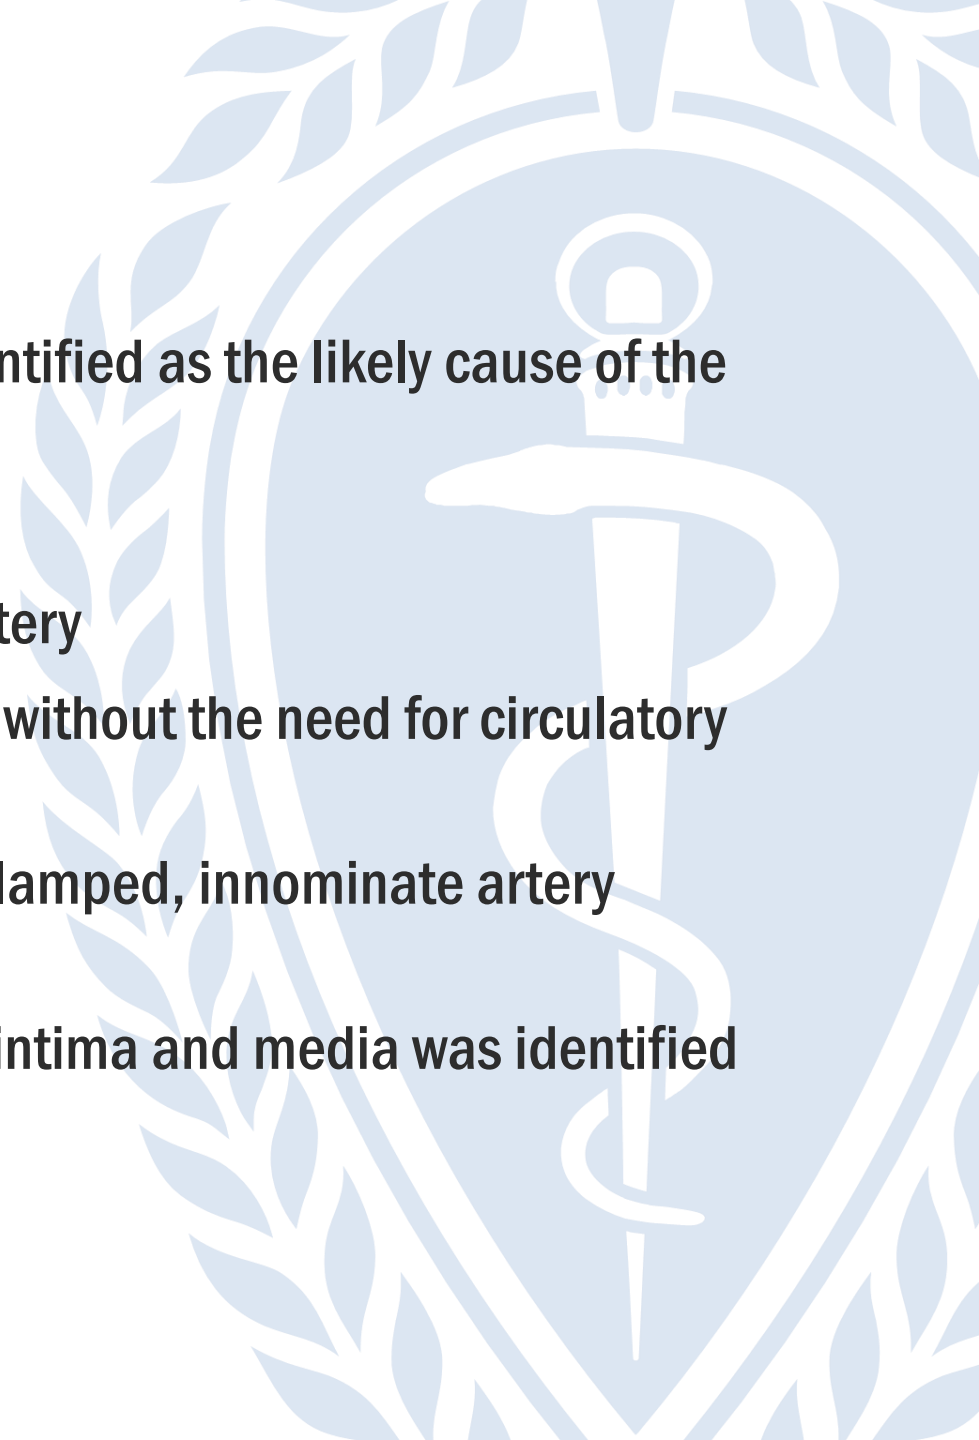 ntified as the likely cause of the
tery
without the need for circulatory
lamped, innominate artery
intima and media was identified